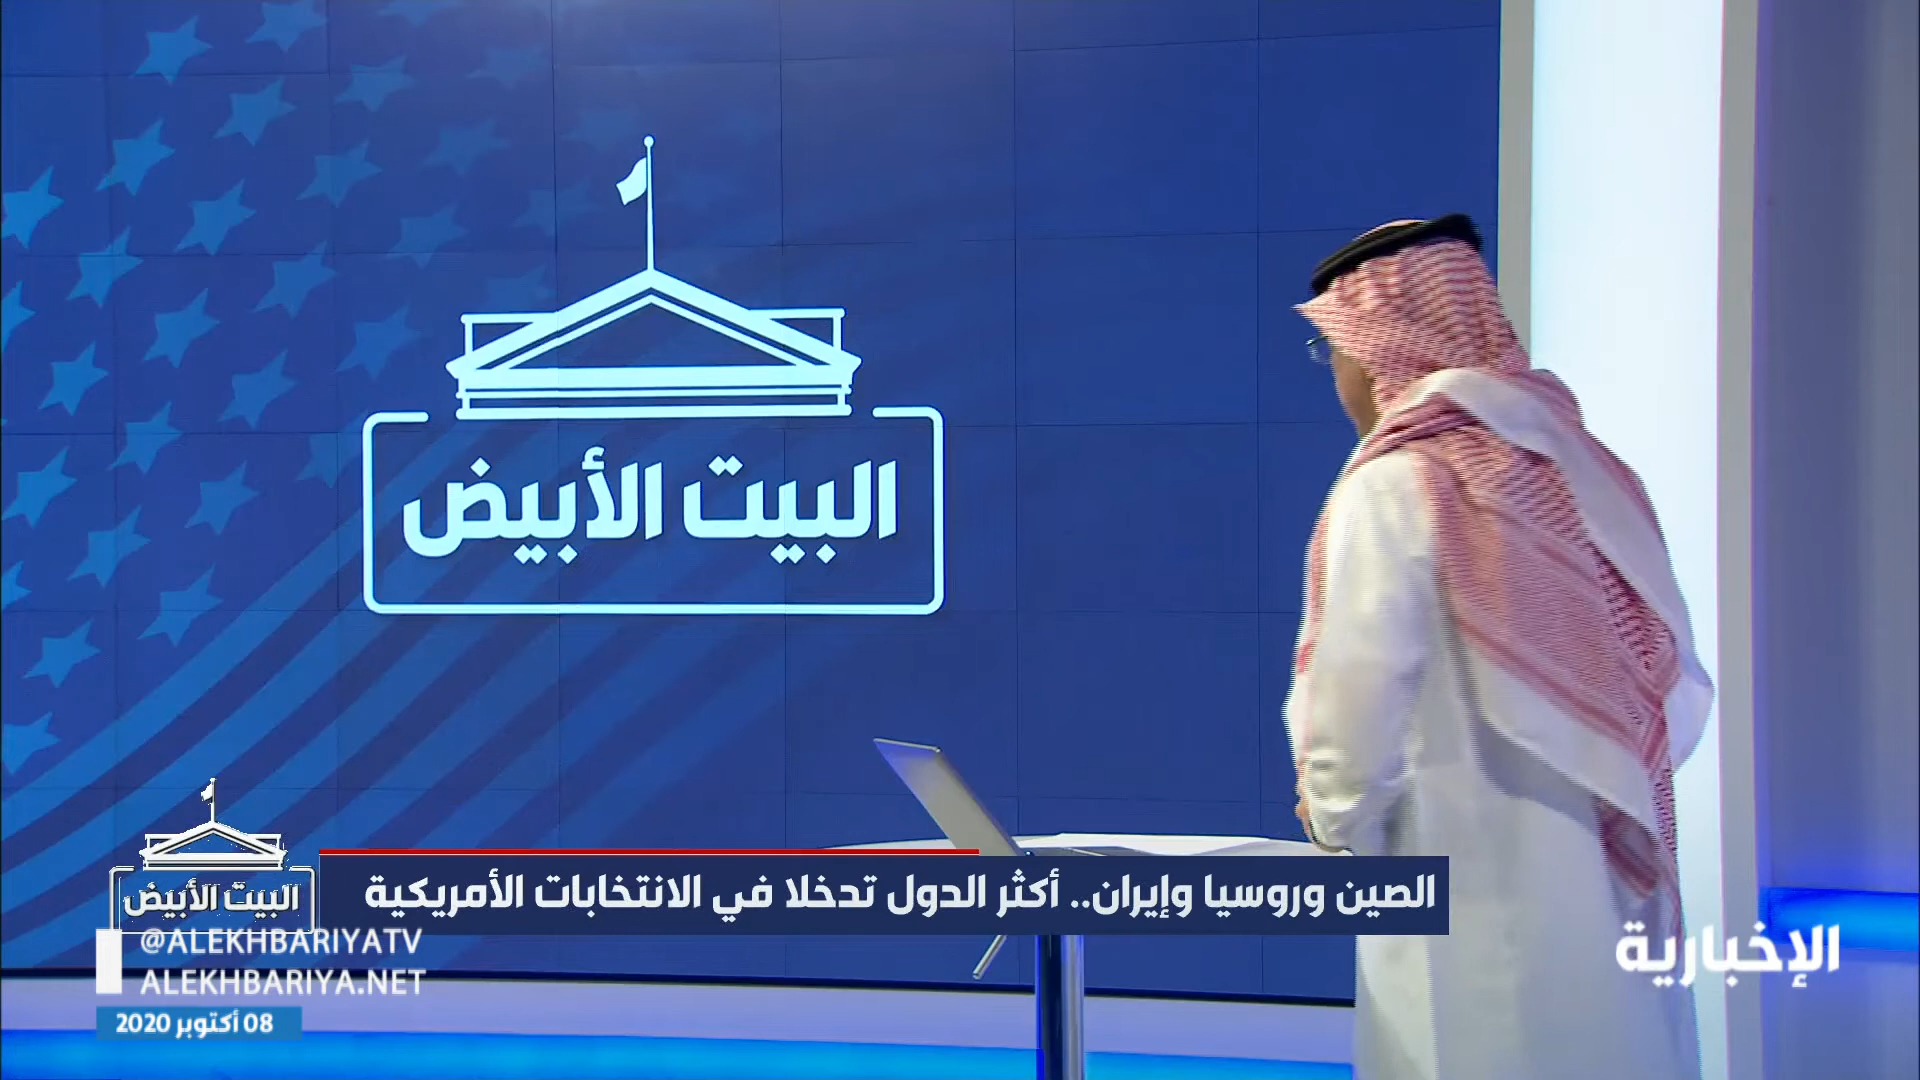 البيت الأبيض
الصين وروسيا وإيران.. أكثر الدول تدخلا في الانتخابات الأمريكية
البيت الأبيض
@ALEKHBARIYATV
ALEKHBARIYA.NET
08 أكتوبر 2020
الإخبارية